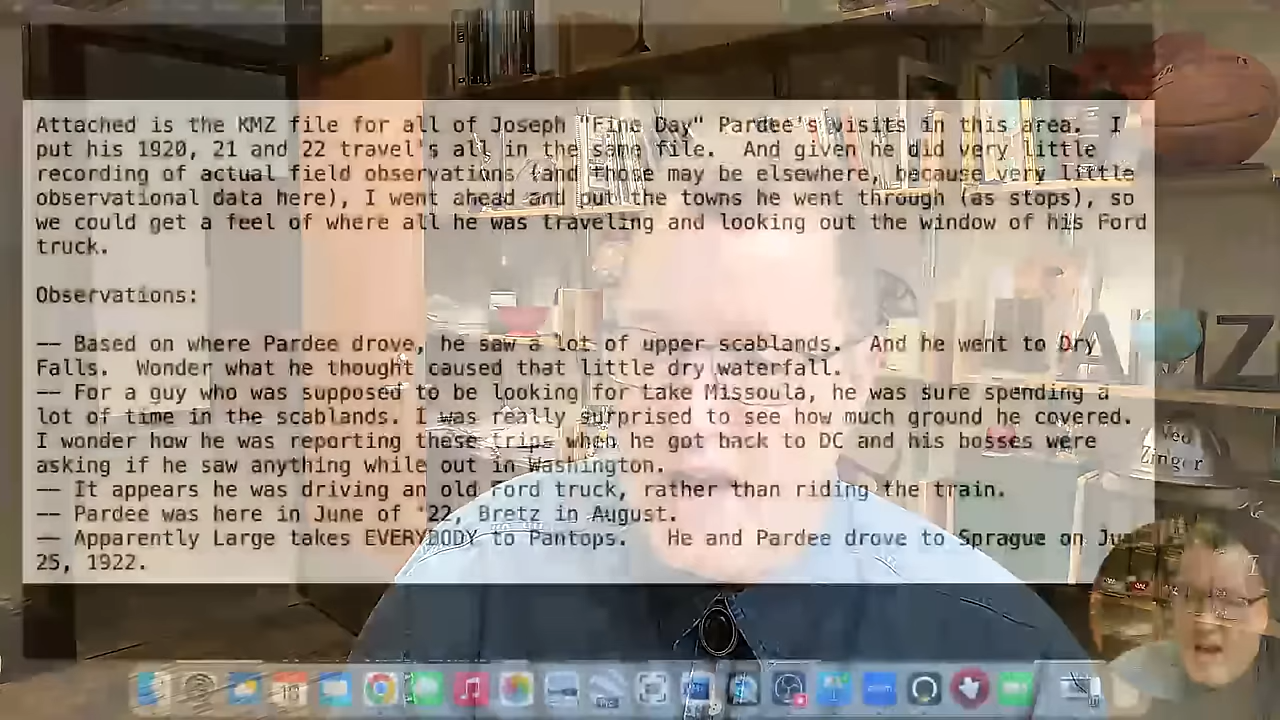 Attached is the KMZ file for all of Joseph "Fine Day" Pardee's visits in this area. I
put his 1920, 21 and 22 travel's all in the same file. And given he did very little
recording of actual field observations (and those may be elsewhere, because very little
observational data here), I went ahead and put the towns he went through (as stops), so
we could get a feel of where all he was traveling and looking out the window of his Ford
truck.
Observations:
—— Based on where Pardee drove, he saw a lot of upper scablands. And he went to Dry
Falls. Wonder what he thought caused that little dry waterfall.
—— For a guy who was supposed to be looking for Lake Missoula, he was sure spending a
lot of time in the scablands. I was really surprised to see how much ground he covered.
I wonder how he was reporting these trips when he got back to DC and his bosses were
asking if he saw anything while out in Washington.
—— It appears he was driving an old Ford truck, rather than riding the train.
—— Pardee was here in June of '22, Bretz in August.
—— Apparently Large takes EVERYBODY to Pantops. He and Pardee drove to Sprague on
25, 1922.
Zinger